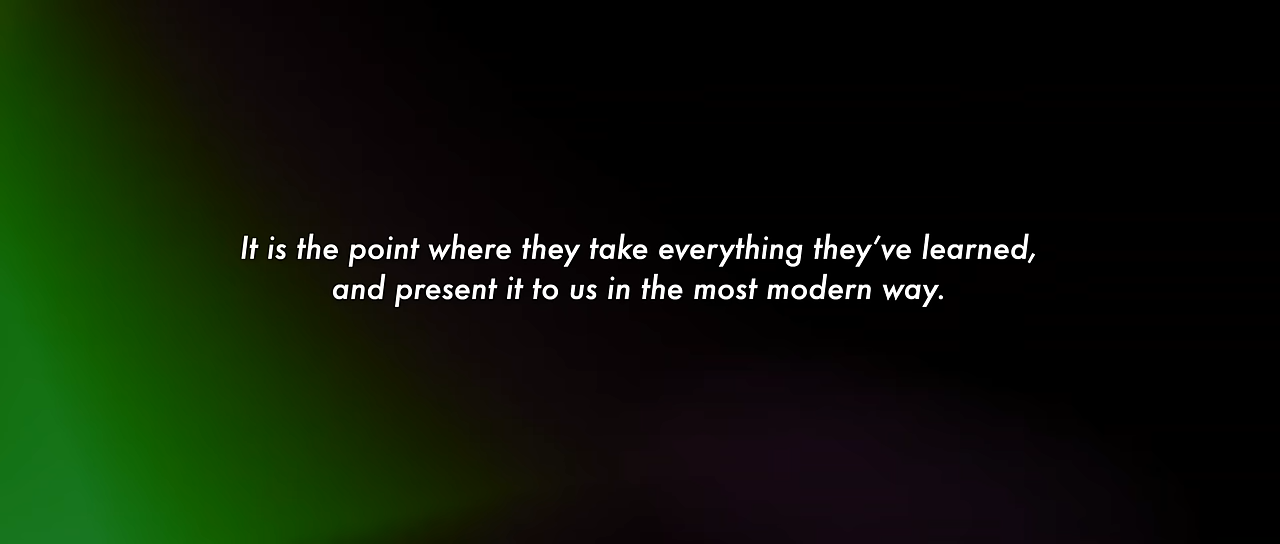 It is the point where they take everything they’ve learned,
and present it to us in the most modern way.